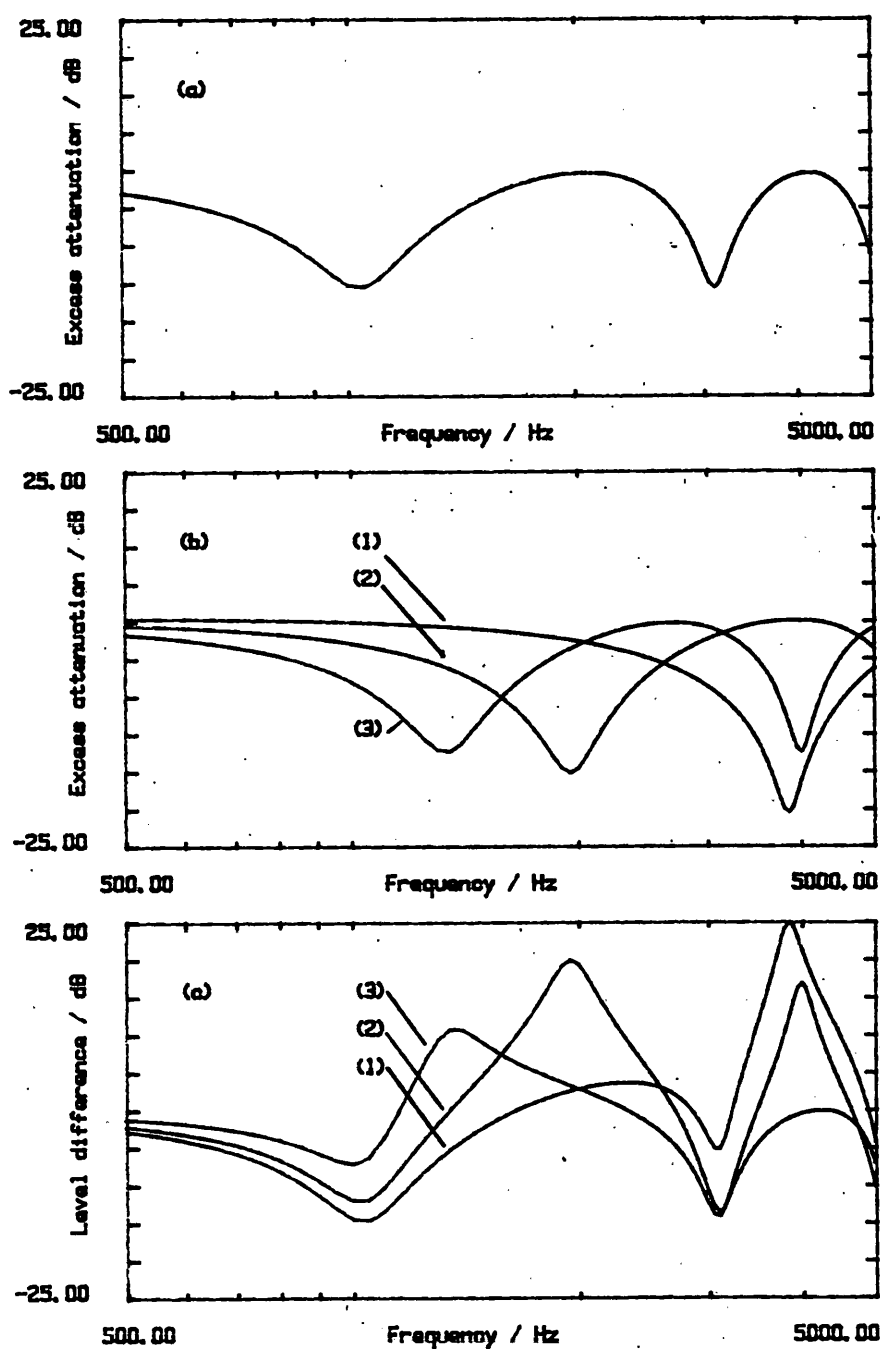 25.00
Excess attenuation / dB
(a)
-25.00
500.00 Frequency / Hz 5000.00
25.00
Excess attenuation / dB
(b)
(1)
(2)
(3)
-25.00
500.00 Frequency / Hz 5000.00
25.00
Level difference / dB
(c)
(3)
(2)
(1)
-25.00
500.00 Frequency / Hz 5000.00